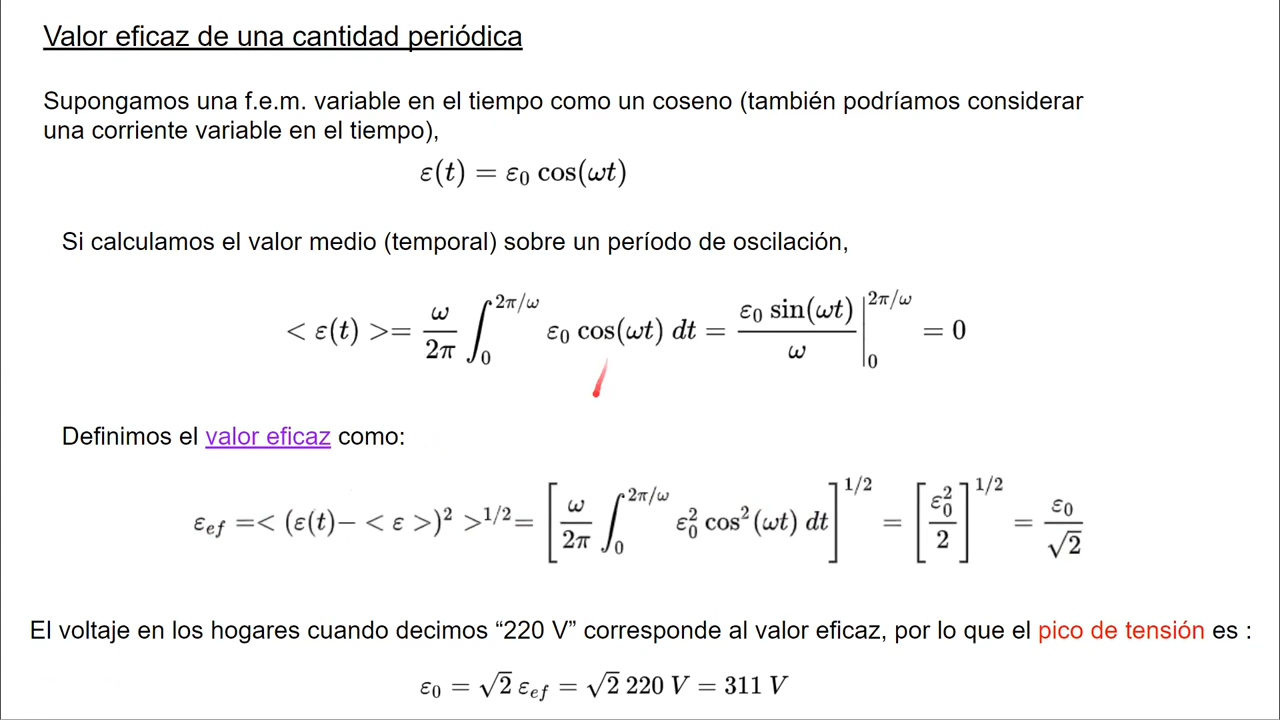 Valor eficaz de una cantidad periódica
Supongamos una f.e.m. variable en el tiempo como un coseno (también podríamos considerar
una corriente variable en el tiempo),
ε(t) = ε₀ cos(ωt)
Si calculamos el valor medio (temporal) sobre un período de oscilación,
< ε(t) >= ω/2π ∫₀^{2π/ω} ε₀ cos(ωt) dt = ε₀ sin(ωt)/ω |₀^{2π/ω} = 0
Definimos el valor eficaz como:
ε_{ef} =< (ε(t)− < ε >)² >^{1/2}= [ω/2π ∫₀^{2π/ω} ε₀² cos²(ωt) dt]^{1/2} = [ε₀²/2]^{1/2} = ε₀/√2
El voltaje en los hogares cuando decimos “220 V” corresponde al valor eficaz, por lo que el pico de tensión es :
ε₀ = √2 ε_{ef} = √2 220 V = 311 V